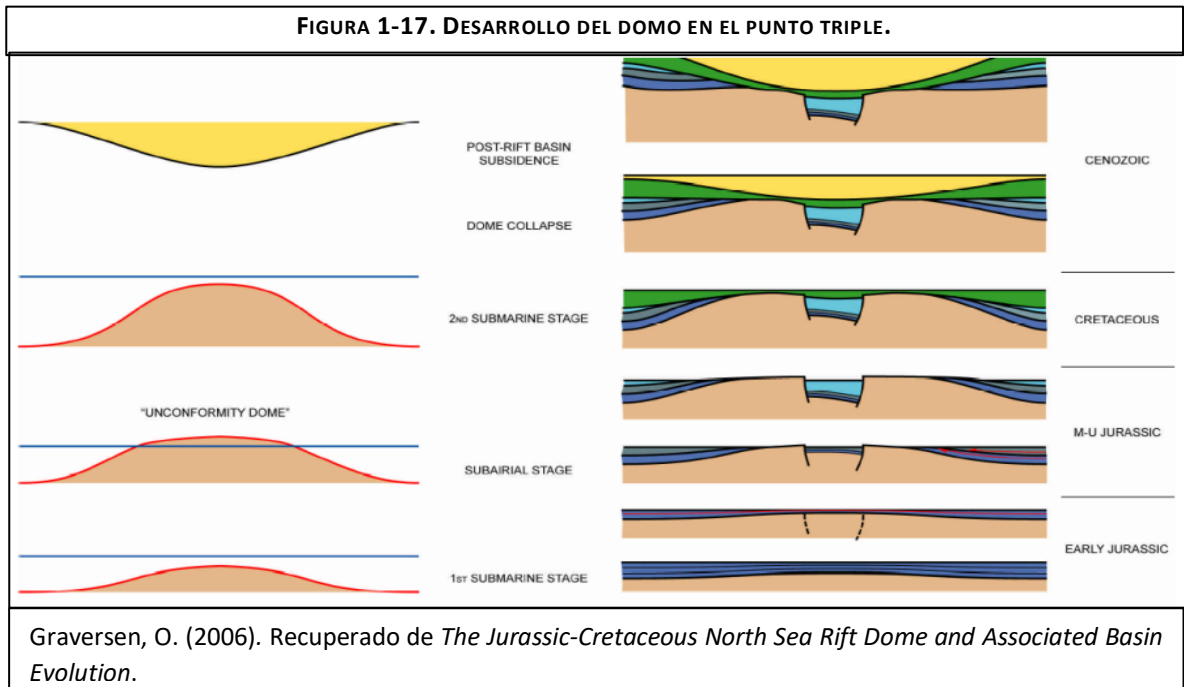 FIGURA 1-17. DESARROLLO DEL DOMO EN EL PUNTO TRIPLE.
POST-RIFT BASIN
SUBSIDENCE
CENOZOIC
DOME COLLAPSE
2ND SUBMARINE STAGE
CRETACEOUS
"UNCONFORMITY DOME"
M-U JURASSIC
SUBAIRIAL STAGE
EARLY JURASSIC
1ST SUBMARINE STAGE
Graversen, O. (2006). Recuperado de The Jurassic-Cretaceous North Sea Rift Dome and Associated Basin
Evolution.